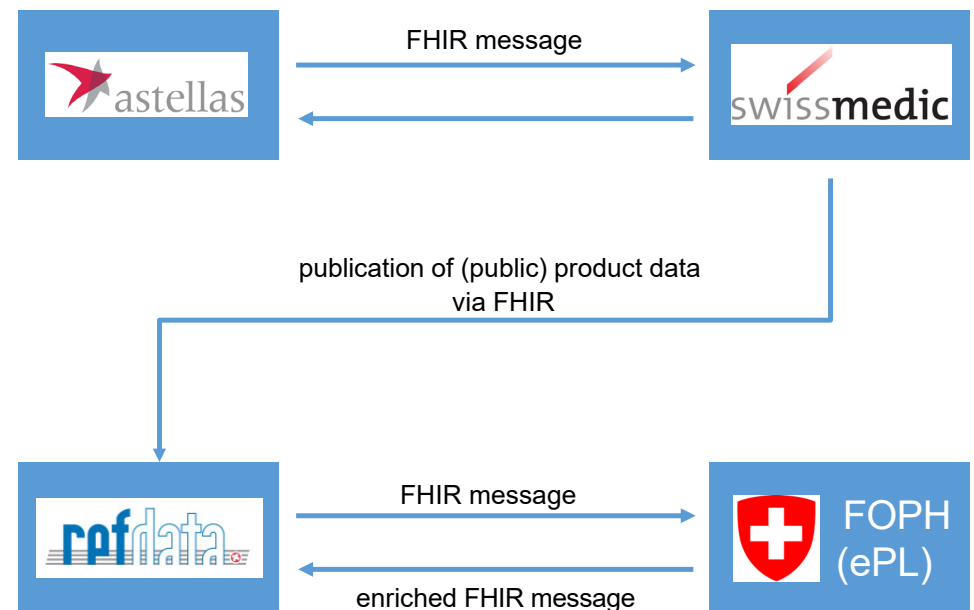 FHIR message
astellas
swissmedic
publication of (public) product data
via FHIR
refdata
FHIR message
FOPH
(ePL)
enriched FHIR message